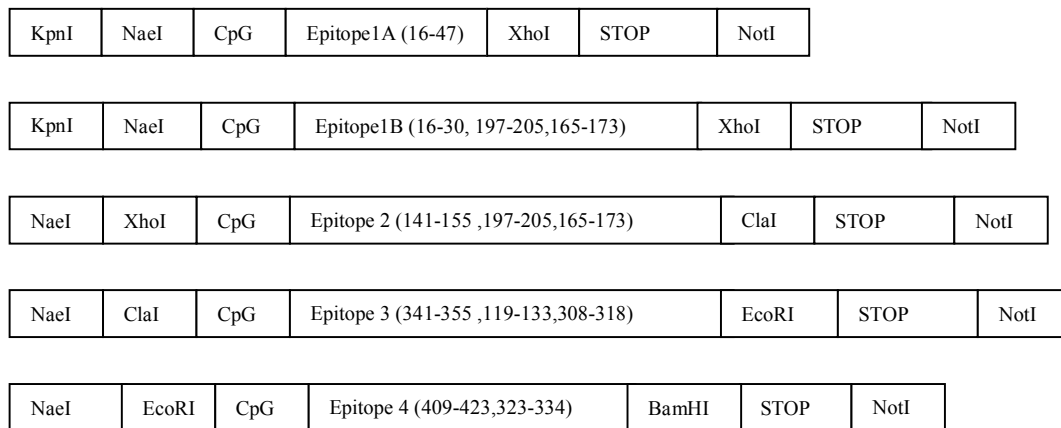 KpnI NaeI CpG Epitope1A (16-47) XhoI STOP NotI
KpnI NaeI CpG Epitope1B (16-30, 197-205,165-173) XhoI STOP NotI
NaeI XhoI CpG Epitope 2 (141-155 ,197-205,165-173) ClaI STOP NotI
NaeI ClaI CpG Epitope 3 (341-355 ,119-133,308-318) EcoRI STOP NotI
NaeI EcoRI CpG Epitope 4 (409-423,323-334) BamHI STOP NotI